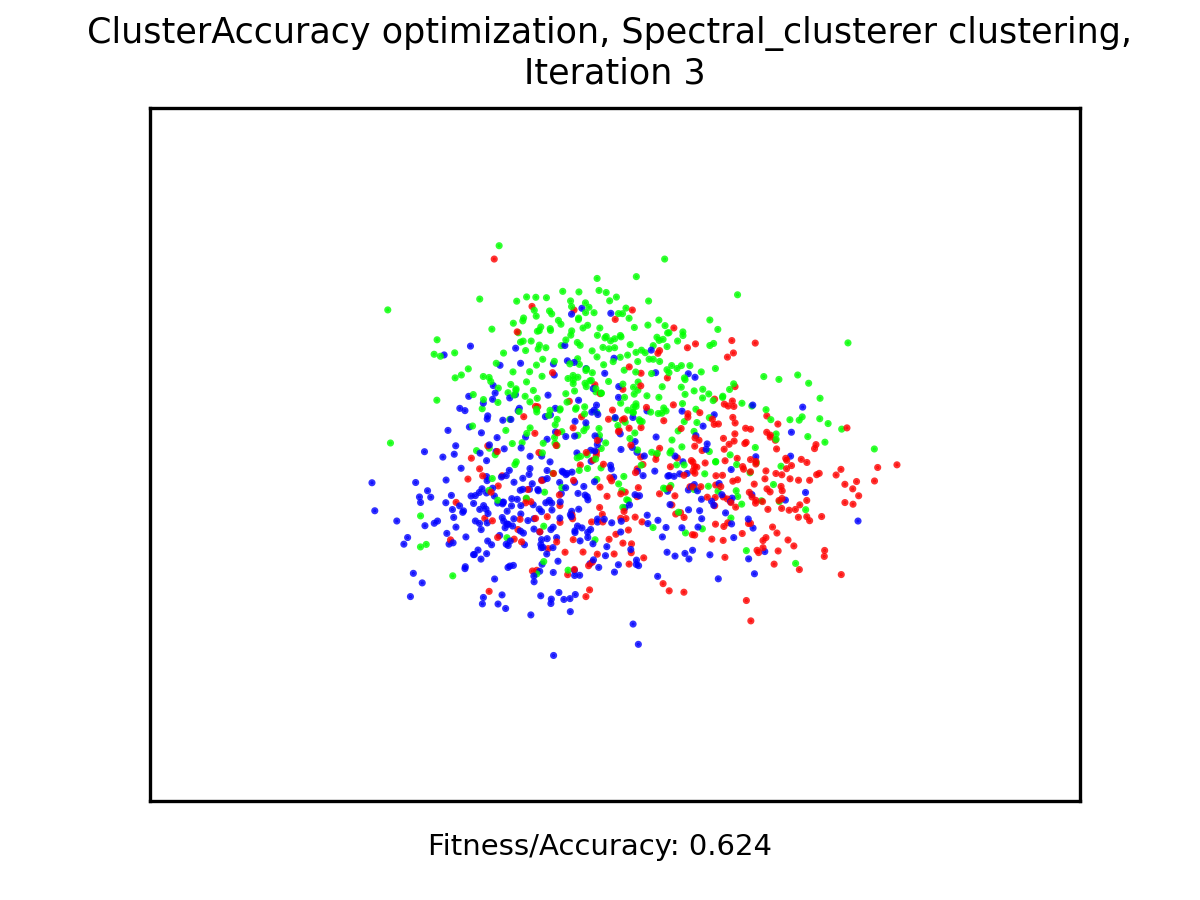 ClusterAccuracy optimization, Spectral_clusterer clustering,
Iteration 3
Fitness/Accuracy: 0.624